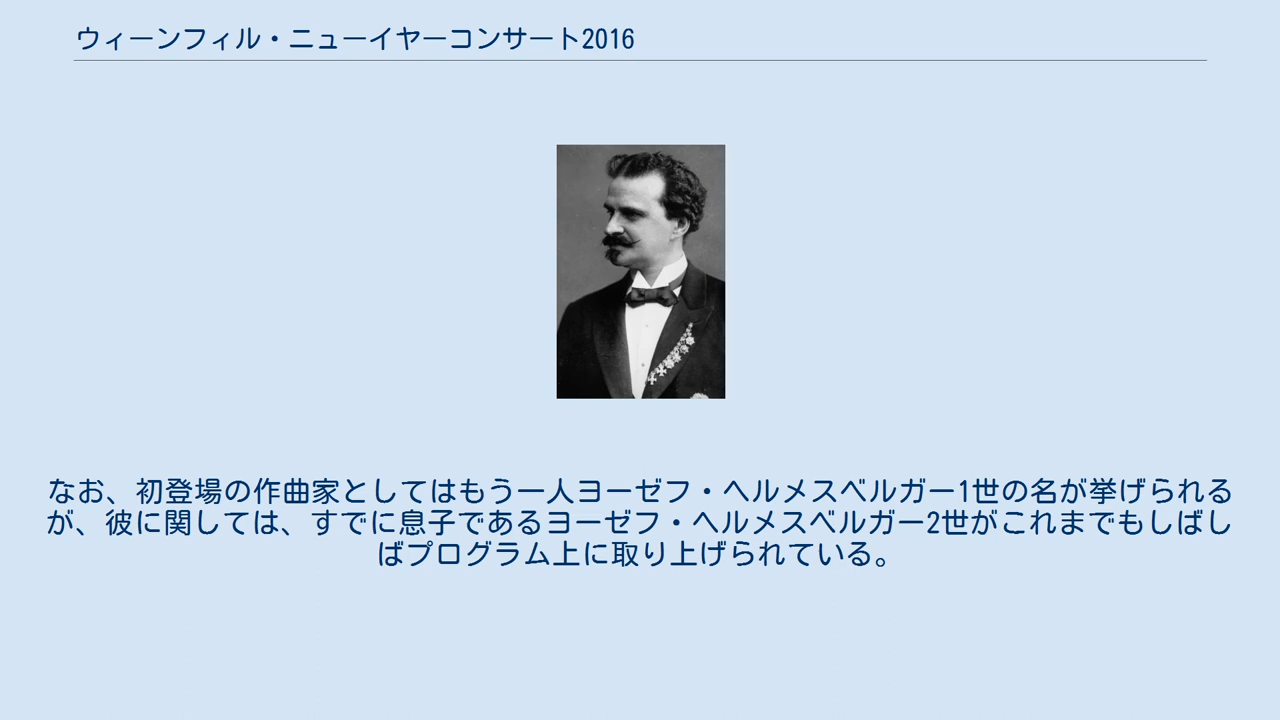 ウィーンフィル・ニューイヤーコンサート2016
なお、初登場の作曲家としてはもう一人ヨーゼフ・ヘルメスベルガー1世の名が挙げられる
が、彼に関しては、すでに息子であるヨーゼフ・ヘルメスベルガー2世がこれまでもしばし
ばプログラム上に取り上げられている。